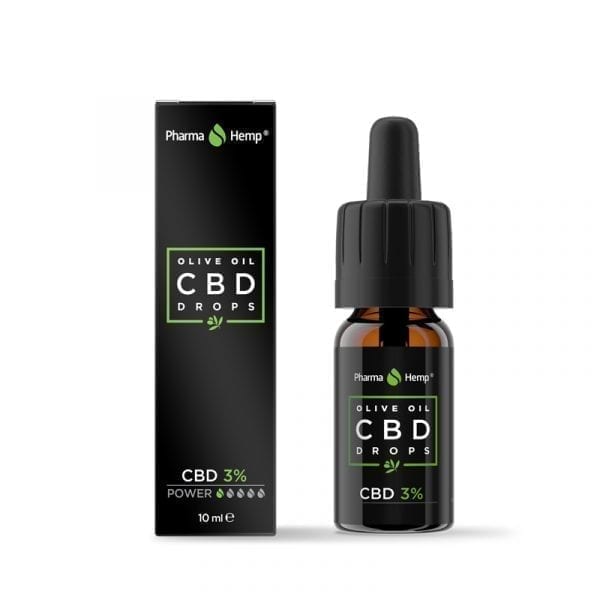 Pharma Hemp®
OLIVE OIL
CBD
DROPS
CBD 3%
POWER
10 ml e
Pharma Hemp®
OLIVE OIL
CBD
DROPS
CBD 3%